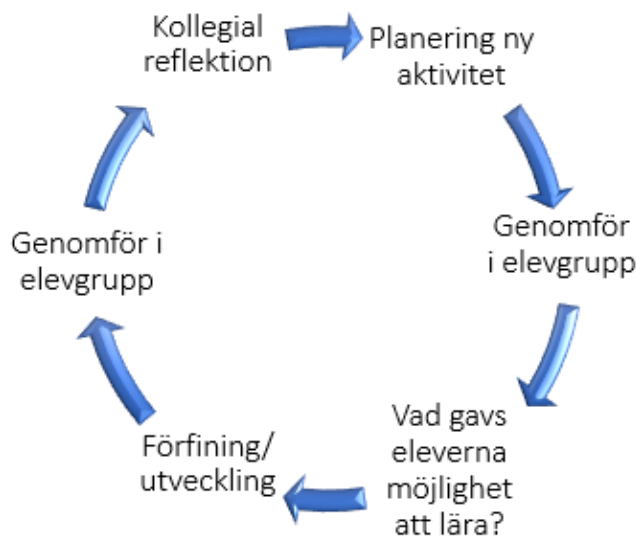 Kollegial
reflektion
Planering ny
aktivitet
Genomför
i elevgrupp
Vad gavs
eleverna
möjlighet
att lära?
Förfining/
utveckling
Genomför i
elevgrupp